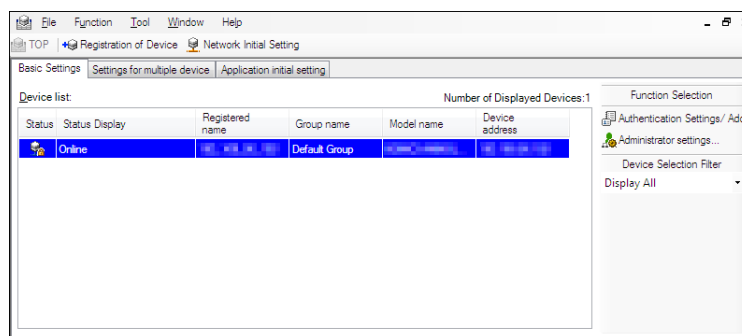 File Function Tool Window Help
TOP Registration of Device Network Initial Setting
Basic Settings Settings for multiple device Application initial setting
Device list: Number of Displayed Devices:1
Status Status Display Registered name Group name Model name Device address
Online Default Group
Function Selection
Authentication Settings/ Add
Administrator settings...
Device Selection Filter
Display All